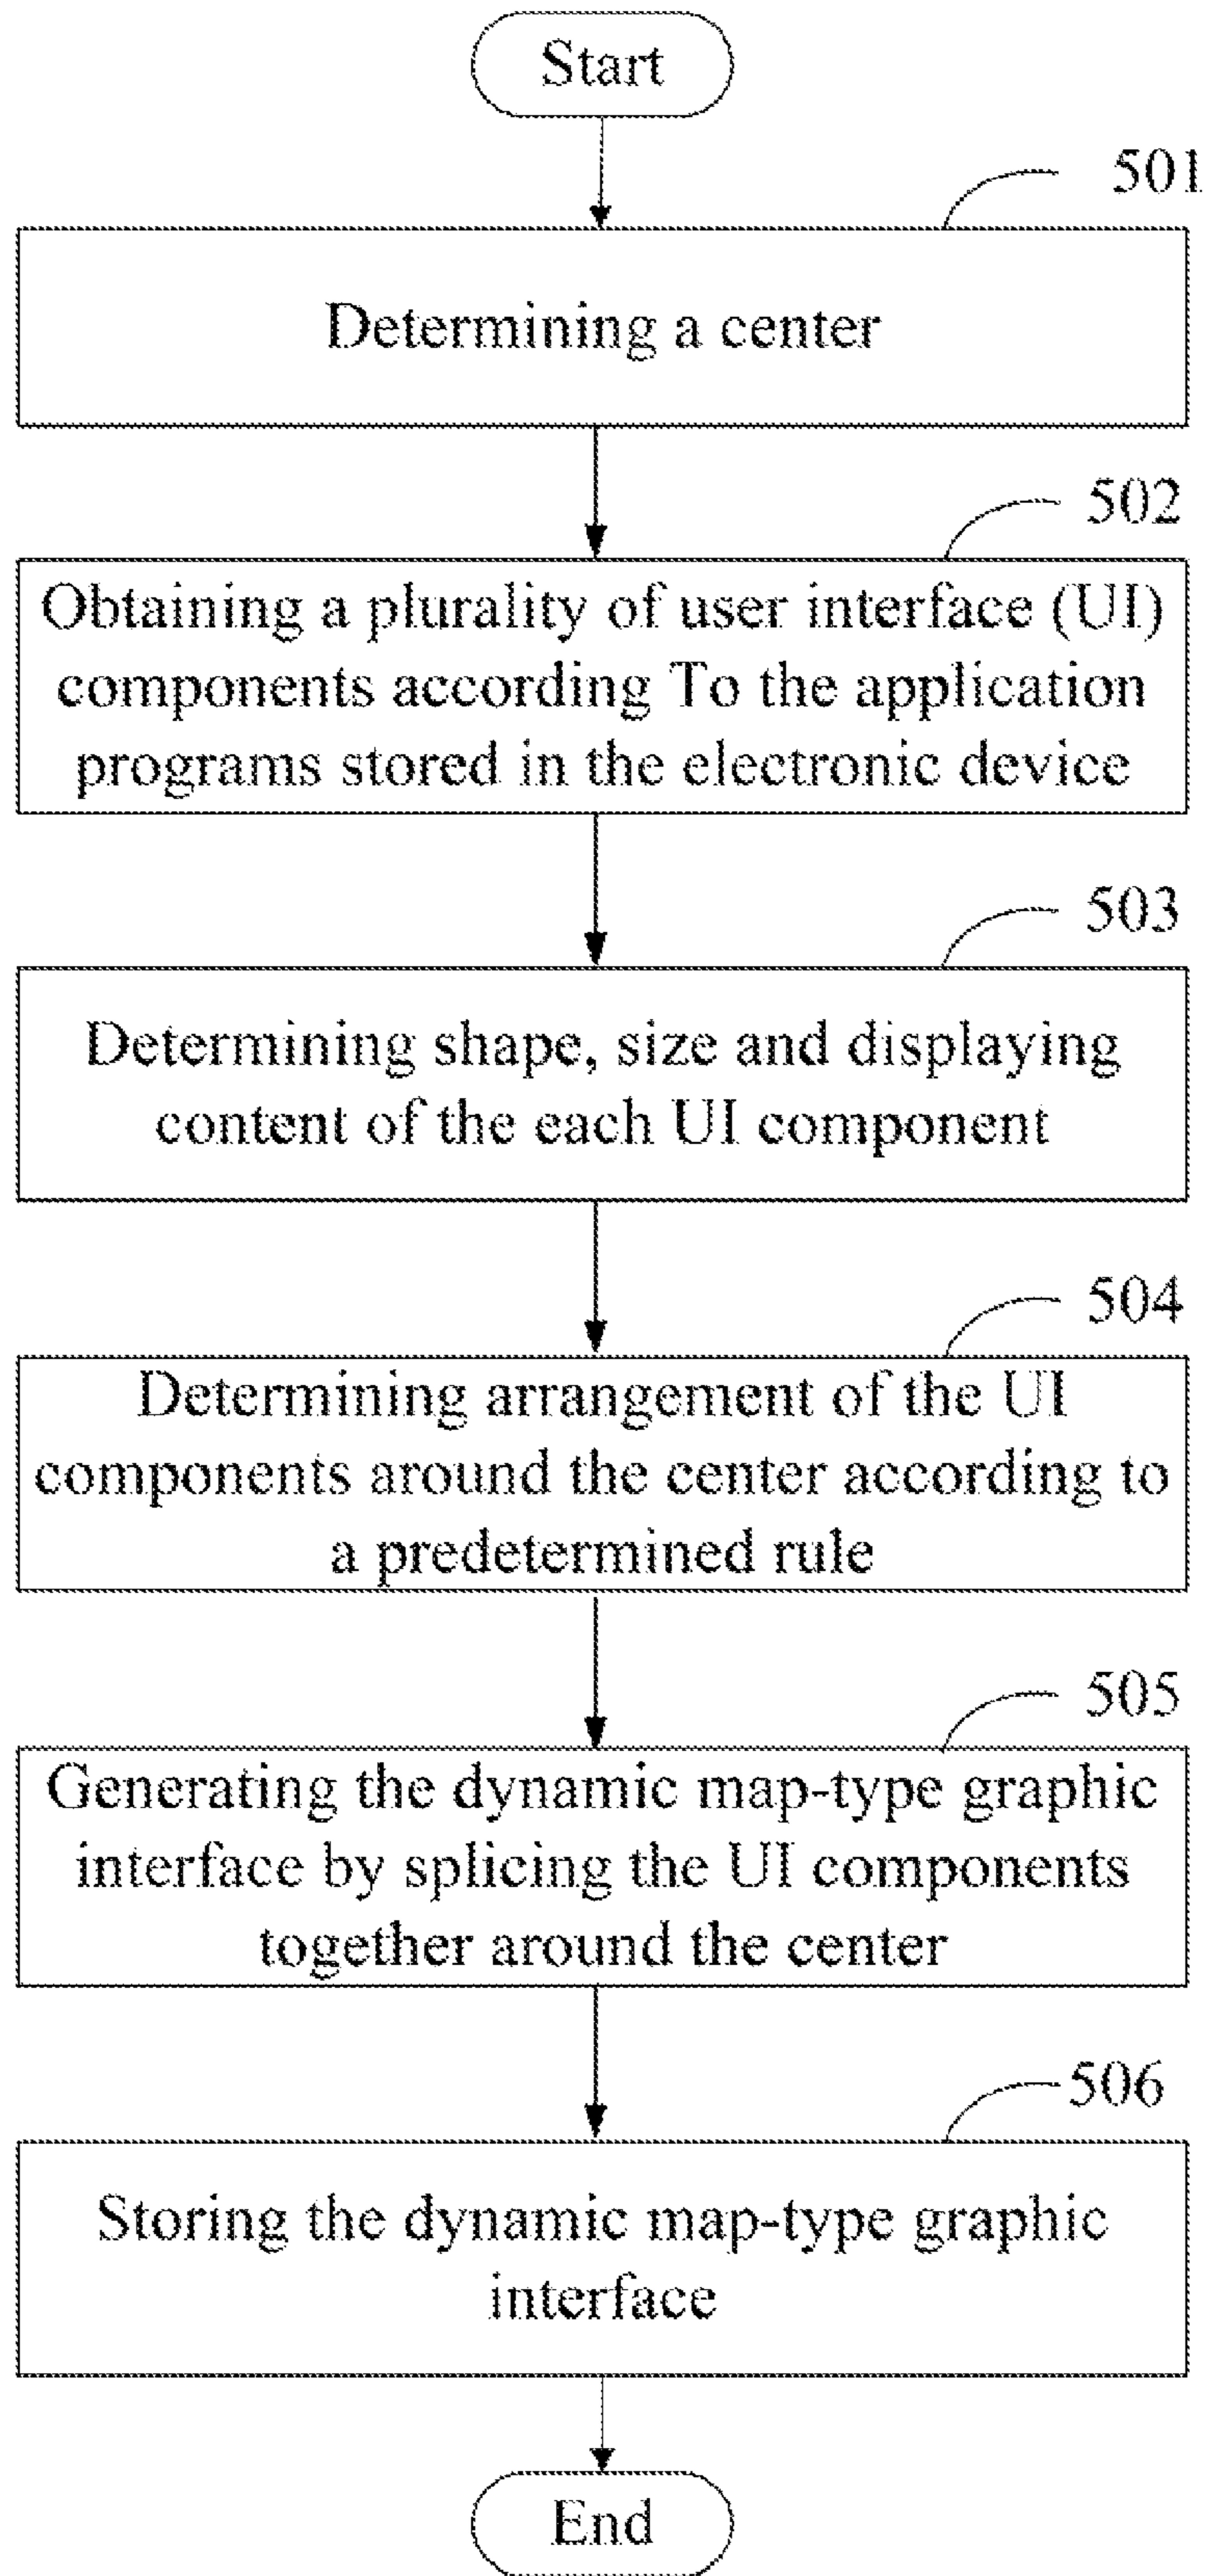 Start
501
Determining a center
502
Obtaining a plurality of user interface (UI)
components according To the application
programs stored in the electronic device
503
Determining shape, size and displaying
content of the each UI component
504
Determining arrangement of the UI
components around the center according to
a predetermined rule
505
Generating the dynamic map-type graphic
interface by splicing the UI components
together around the center
506
Storing the dynamic map-type graphic
interface
End